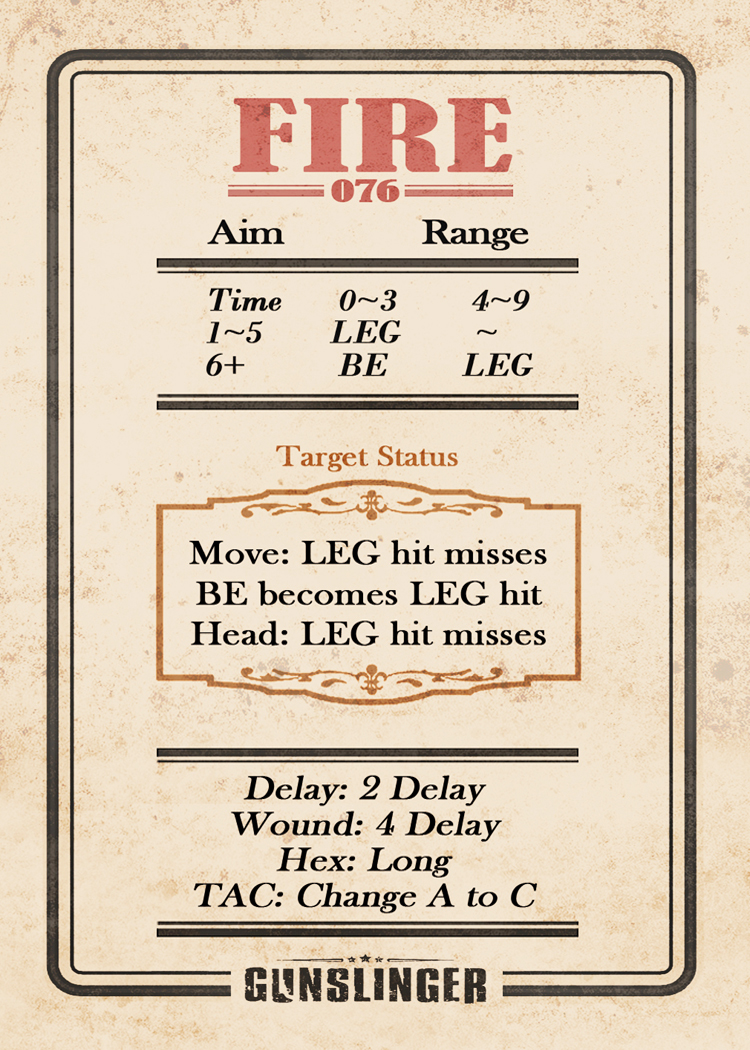 FIRE
076
Aim Range
Time 0~3 4~9
1~5 LEG ~
6+ BE LEG
Target Status
Move: LEG hit misses
BE becomes LEG hit
Head: LEG hit misses
Delay: 2 Delay
Wound: 4 Delay
Hex: Long
TAC: Change A to C
GUNSLINGER